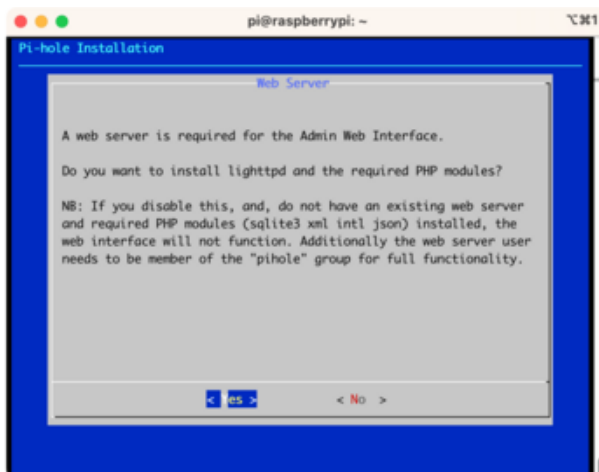 pi@raspberrypi: ~
⌥⌘1
Pi-hole Installation
Web Server
A web server is required for the Admin Web Interface.
Do you want to install lighttpd and the required PHP modules?
NB: If you disable this, and, do not have an existing web server
and required PHP modules (sqlite3 xml intl json) installed, the
web interface will not function. Additionally the web server user
needs to be member of the "pihole" group for full functionality.
< Yes > < No >